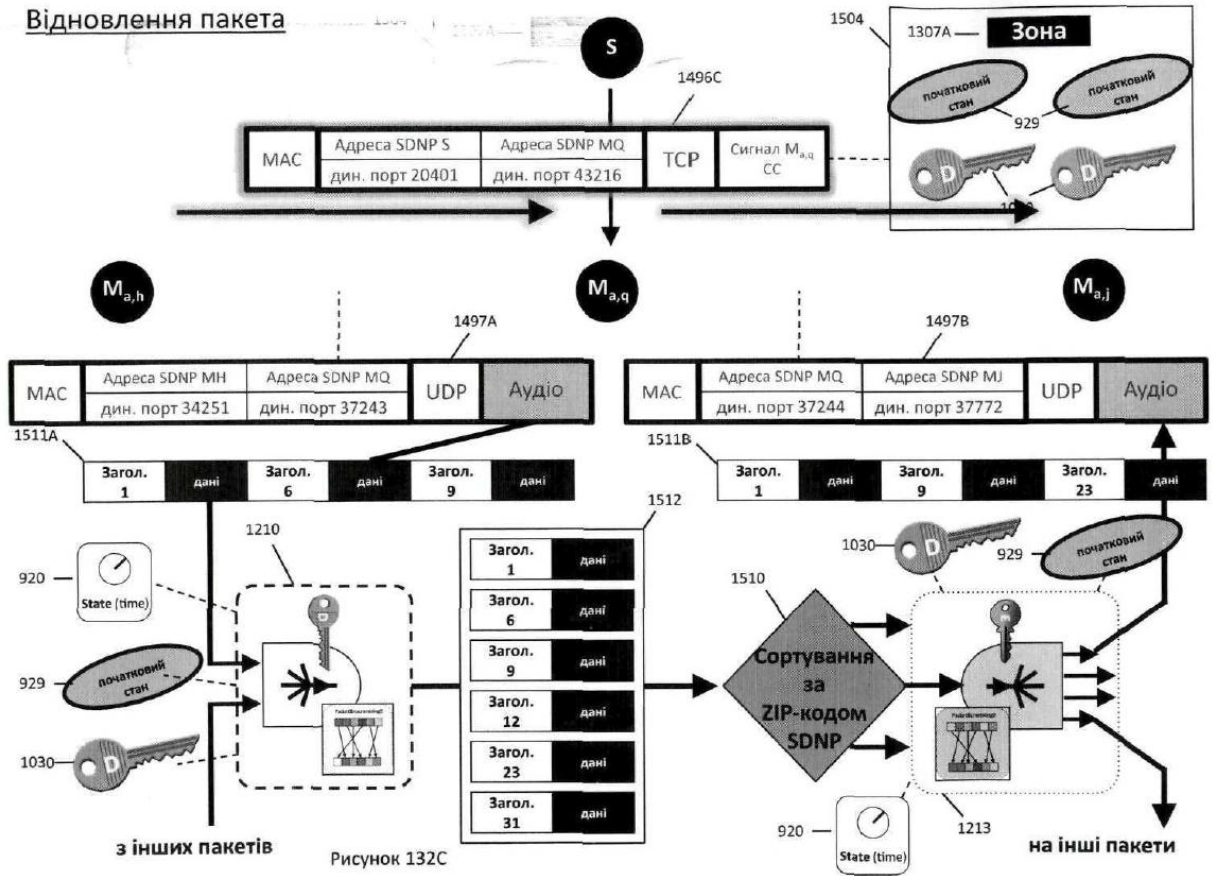 Відновлення пакета
S
1504
1307A
Зона
початковий
стан
початковий
стан
929
D
D
1496C
MAC
Адреса SDNP S
дин. порт 20401
Адреса SDNP MQ
дин. порт 43216
TCP
Сигнал Ma,q
CC
Ma,h
Ma,q
Ma,j
1497A
MAC
Адреса SDNP MH
дин. порт 34251
Адреса SDNP MQ
дин. порт 37243
UDP
Аудіо
1497B
MAC
Адреса SDNP MQ
дин. порт 37244
Адреса SDNP MJ
дин. порт 37772
UDP
Аудіо
1511A
Загол.
1
дані
Загол.
6
дані
Загол.
9
дані
1511B
Загол.
1
дані
Загол.
9
дані
Загол.
23
дані
920
State (time)
929
початковий
стан
1030
D
1210
D
з інших пакетів
1512
Загол.
1
дані
Загол.
6
дані
Загол.
9
дані
Загол.
12
дані
Загол.
23
дані
Загол.
31
дані
1510
Сортування
за
ZIP-кодом
SDNP
1030
D
929
початковий
стан
920
State (time)
1213
на інші пакети
Рисунок 132C